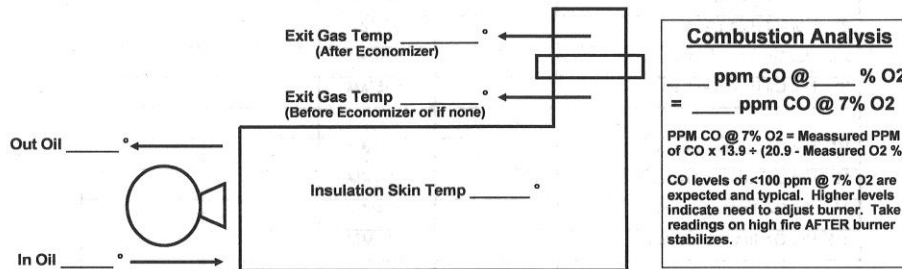 Exit Gas Temp ________ °
(After Economizer)
Exit Gas Temp ________ °
(Before Economizer or if none)
Out Oil ______ °
Insulation Skin Temp ______ °
In Oil ______ °
Combustion Analysis
____ ppm CO @ ____ % O2
= ____ ppm CO @ 7% O2
PPM CO @ 7% O2 = Meassured PPM
of CO x 13.9 ÷ (20.9 - Measured O2 %
CO levels of <100 ppm @ 7% O2 are
expected and typical. Higher levels
indicate need to adjust burner. Take
readings on high fire AFTER burner
stabilizes.